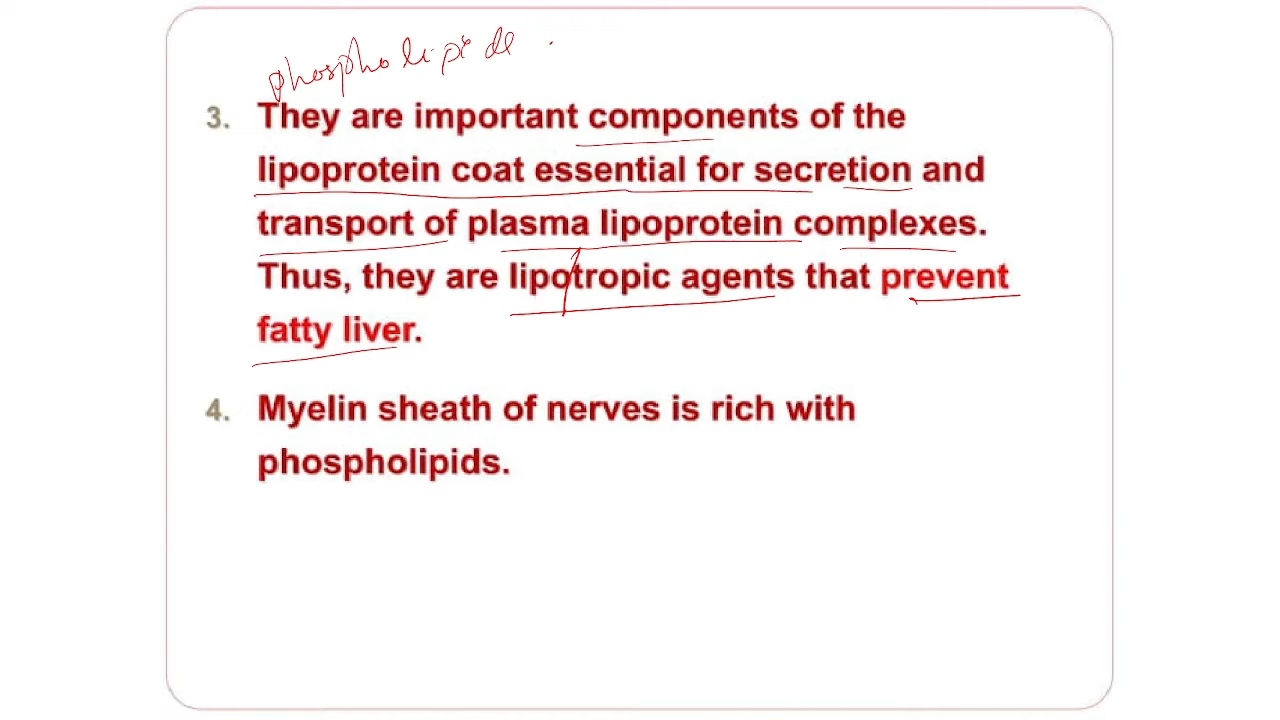 phospholipide
3. They are important components of the
lipoprotein coat essential for secretion and
transport of plasma lipoprotein complexes.
Thus, they are lipotropic agents that prevent
fatty liver.
4. Myelin sheath of nerves is rich with
phospholipids.